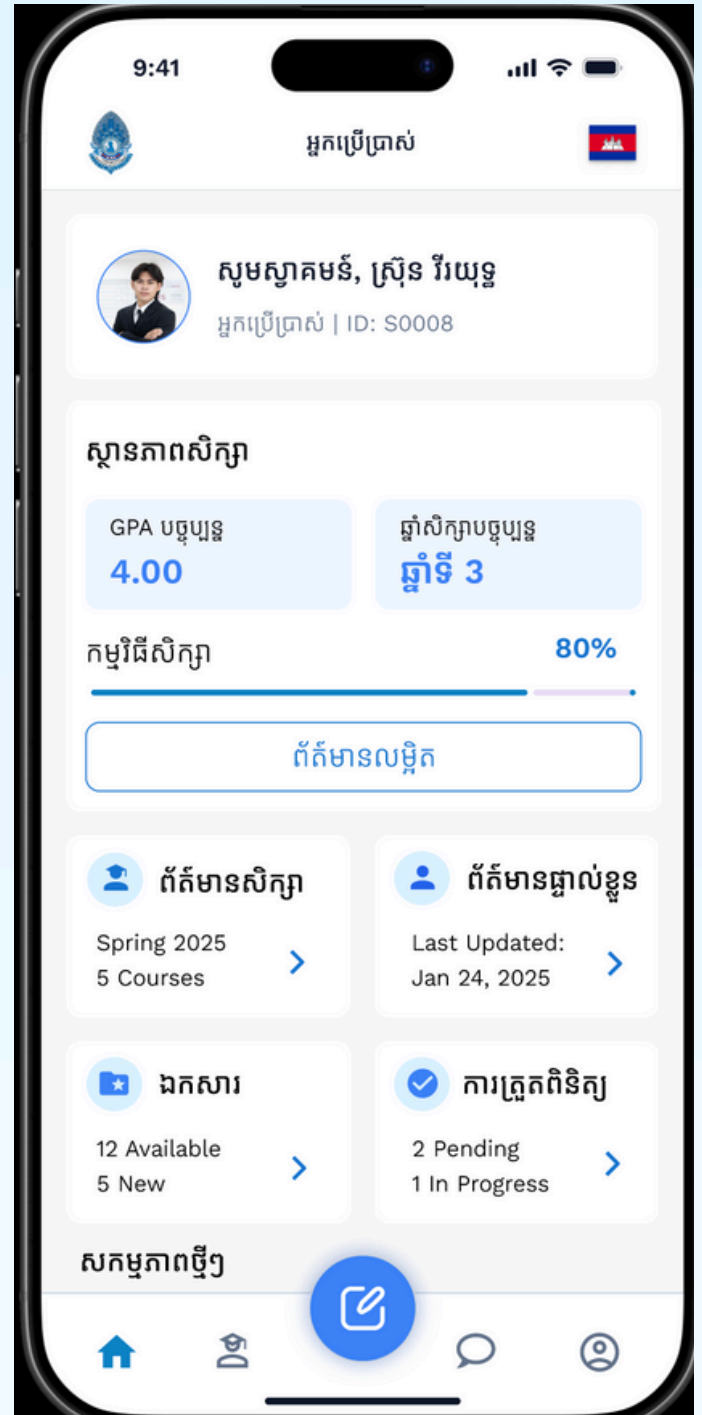 9:41
អ្នកប្រើប្រាស់
សូមស្វាគមន៍, ស្រ៊ុន វីរយុទ្ធ
អ្នកប្រើប្រាស់ | ID: S0008
ស្ថានភាពសិក្សា
GPA បច្ចុប្បន្ន
4.00
ឆ្នាំសិក្សាបច្ចុប្បន្ន
ឆ្នាំទី 3
កម្មវិធីសិក្សា
80%
ព័ត៍មានលម្អិត
ព័ត៍មានសិក្សា
Spring 2025
5 Courses
ព័ត៍មានផ្ទាល់ខ្លួន
Last Updated:
Jan 24, 2025
ឯកសារ
12 Available
5 New
ការត្រួតពិនិត្យ
2 Pending
1 In Progress
សកម្មភាពថ្មីៗ